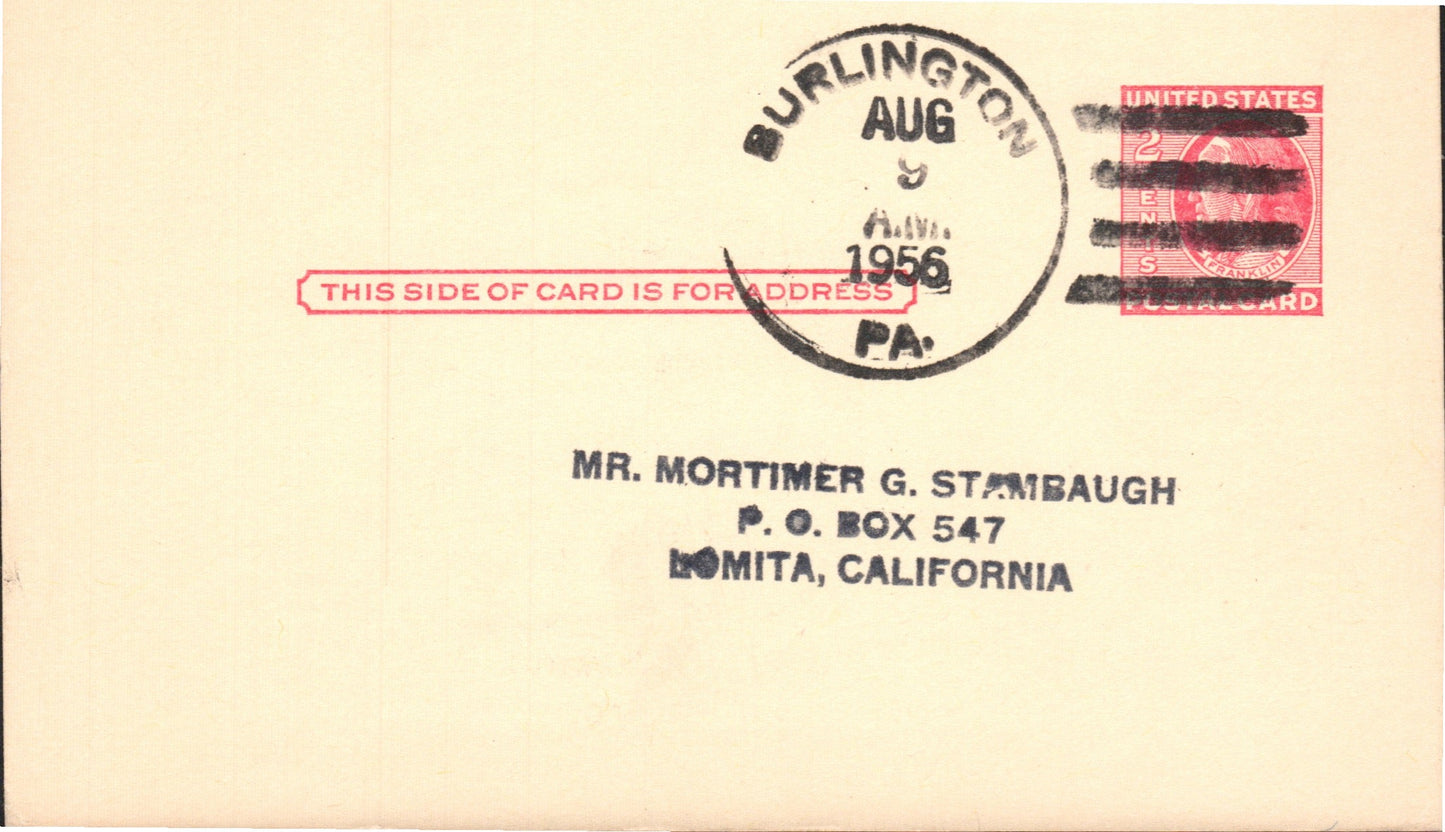 BURLINGTON
AUG
9
A.M.
1956
PA.
UNITED STATES
2 CENTS
FRANKLIN
POSTAL CARD
THIS SIDE OF CARD IS FOR ADDRESS
MR. MORTIMER G. STAMBAUGH
P. O. BOX 547
LOMITA, CALIFORNIA